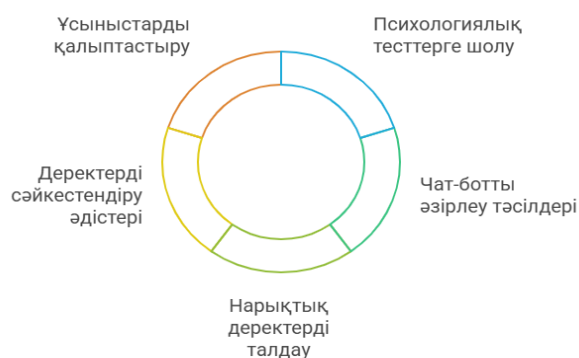 Ұсыныстарды
қалыптастыру
Психологиялық
тесттерге шолу
Деректерді
сәйкестендіру
әдістері
Чат-ботты
әзірлеу тәсілдері
Нарықтық
деректерді
талдау